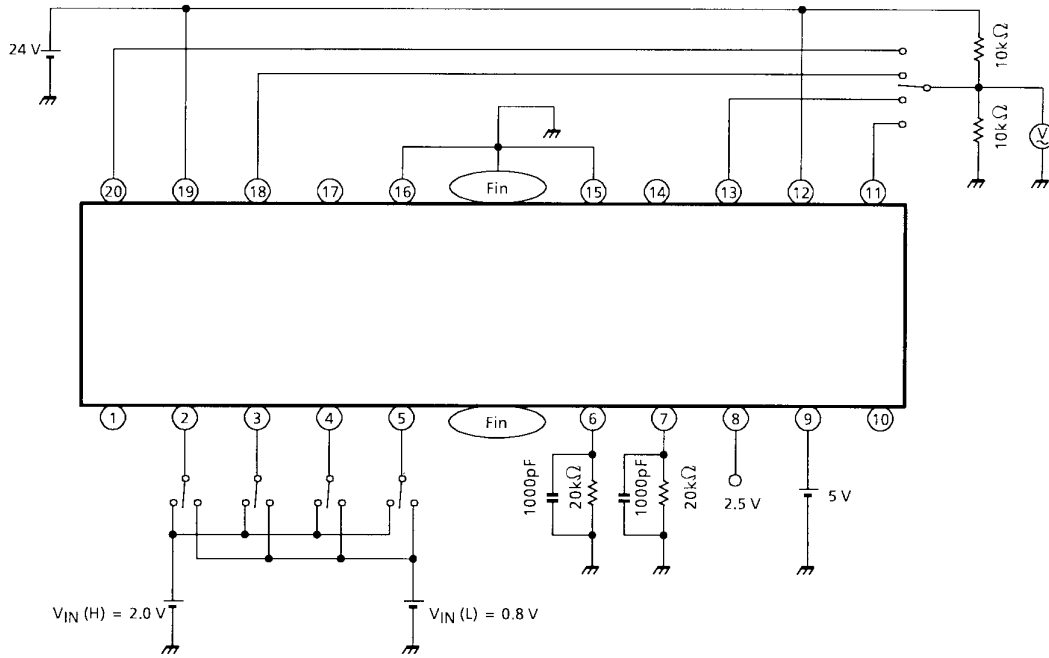 24 V
10kΩ
10kΩ
V
20 19 18 17 16 Fin 15 14 13 12 11
1 2 3 4 5 Fin 6 7 8 9 10
1000pF
20kΩ
1000pF
20kΩ
2.5 V
5 V
VIN (H) = 2.0 V
VIN (L) = 0.8 V